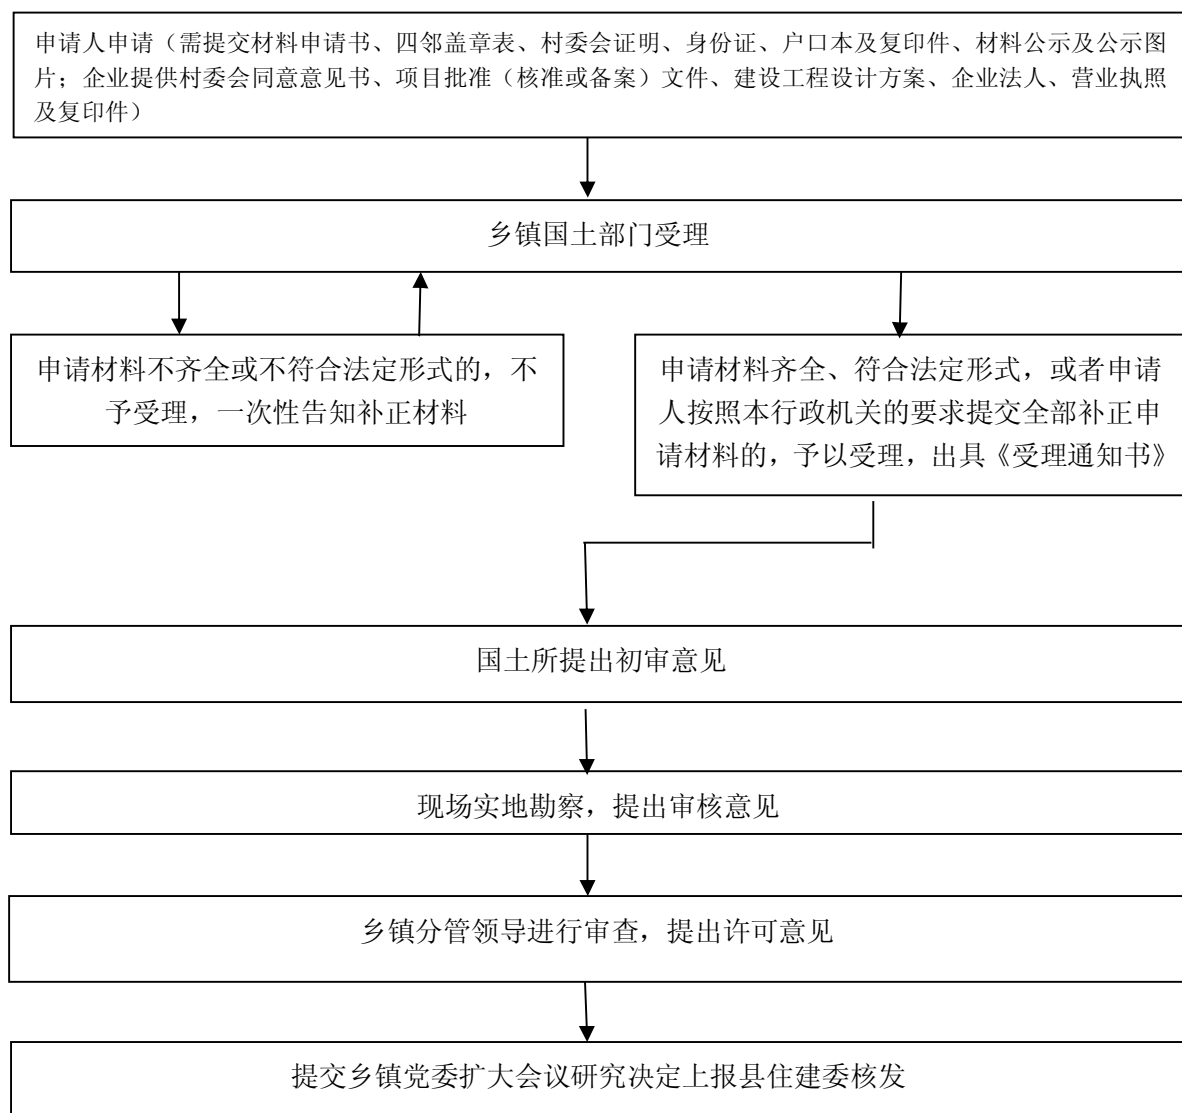 申请人申请（需提交材料申请书、四邻盖章表、村委会证明、身份证、户口本及复印件、材料公示及公示图
片；企业提供村委会同意意见书、项目批准（核准或备案）文件、建设工程设计方案、企业法人、营业执照
及复印件）
乡镇国土部门受理
申请材料不齐全或不符合法定形式的，不
予受理，一次性告知补正材料
申请材料齐全、符合法定形式，或者申请
人按照本行政机关的要求提交全部补正申
请材料的，予以受理，出具《受理通知书》
国土所提出初审意见
现场实地勘察，提出审核意见
乡镇分管领导进行审查，提出许可意见
提交乡镇党委扩大会议研究决定上报县住建委核发